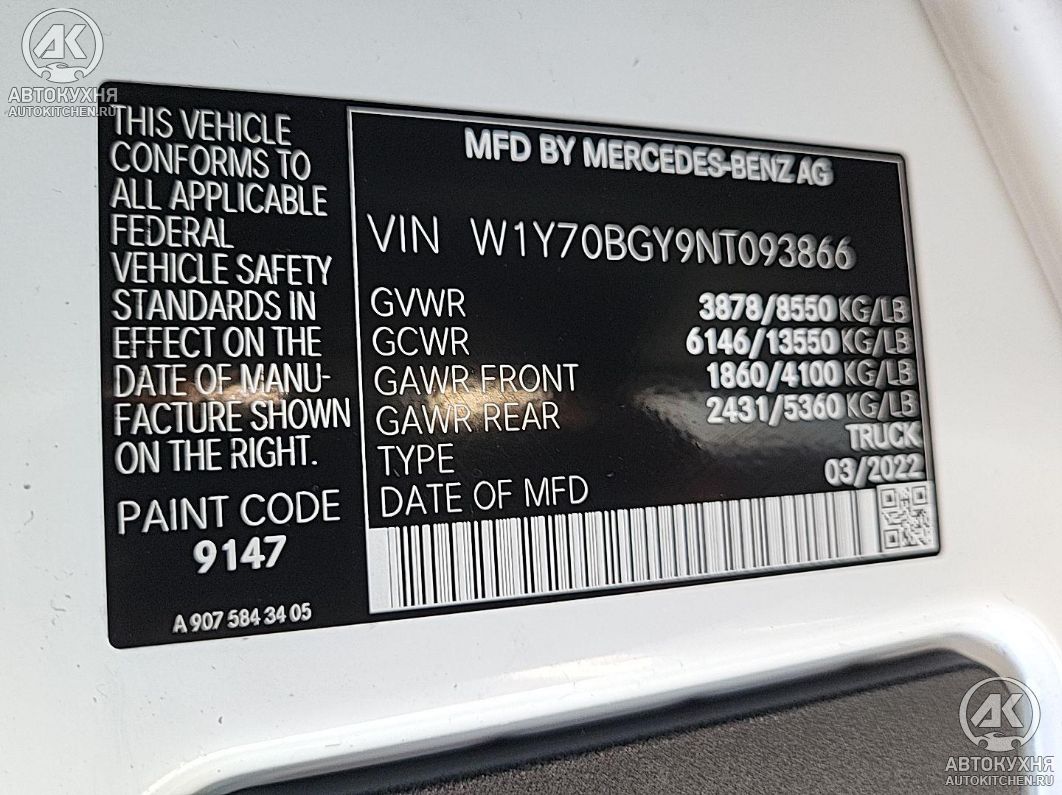 АК
АВТОКУХНЯ
AUTOKITCHEN.RU
THIS VEHICLE
CONFORMS TO
ALL APPLICABLE
FEDERAL
VEHICLE SAFETY
STANDARDS IN
EFFECT ON THE
DATE OF MANU-
FACTURE SHOWN
ON THE RIGHT.
PAINT CODE
9147
A 907 584 34 05
MFD BY MERCEDES-BENZ AG
VIN W1Y70BGY9NT093866
GVWR 3878/8550 KG/LB
GCWR 6146/13550 KG/LB
GAWR FRONT 1860/4100 KG/LB
GAWR REAR 2431/5360 KG/LB
TYPE TRUCK
DATE OF MFD 03/2022
АК
АВТОКУХНЯ
AUTOKITCHEN.RU